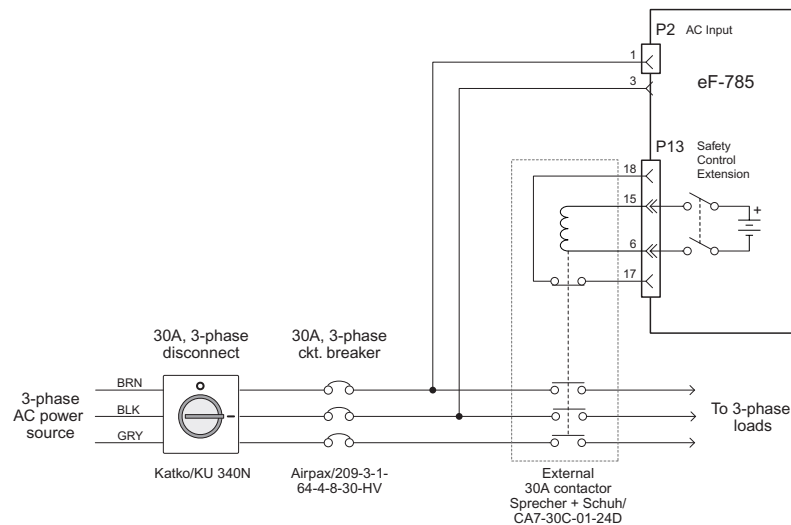 P2 AC Input
1
3
eF-785
P13 Safety
Control
Extension
18
15
+
6
17
30A, 3-phase
disconnect
30A, 3-phase
ckt. breaker
3-phase
AC power
source
BRN
BLK
GRY
To 3-phase
loads
Katko/KU 340N
Airpax/209-3-1-
64-4-8-30-HV
External
30A contactor
Sprecher + Schuh/
CA7-30C-01-24D